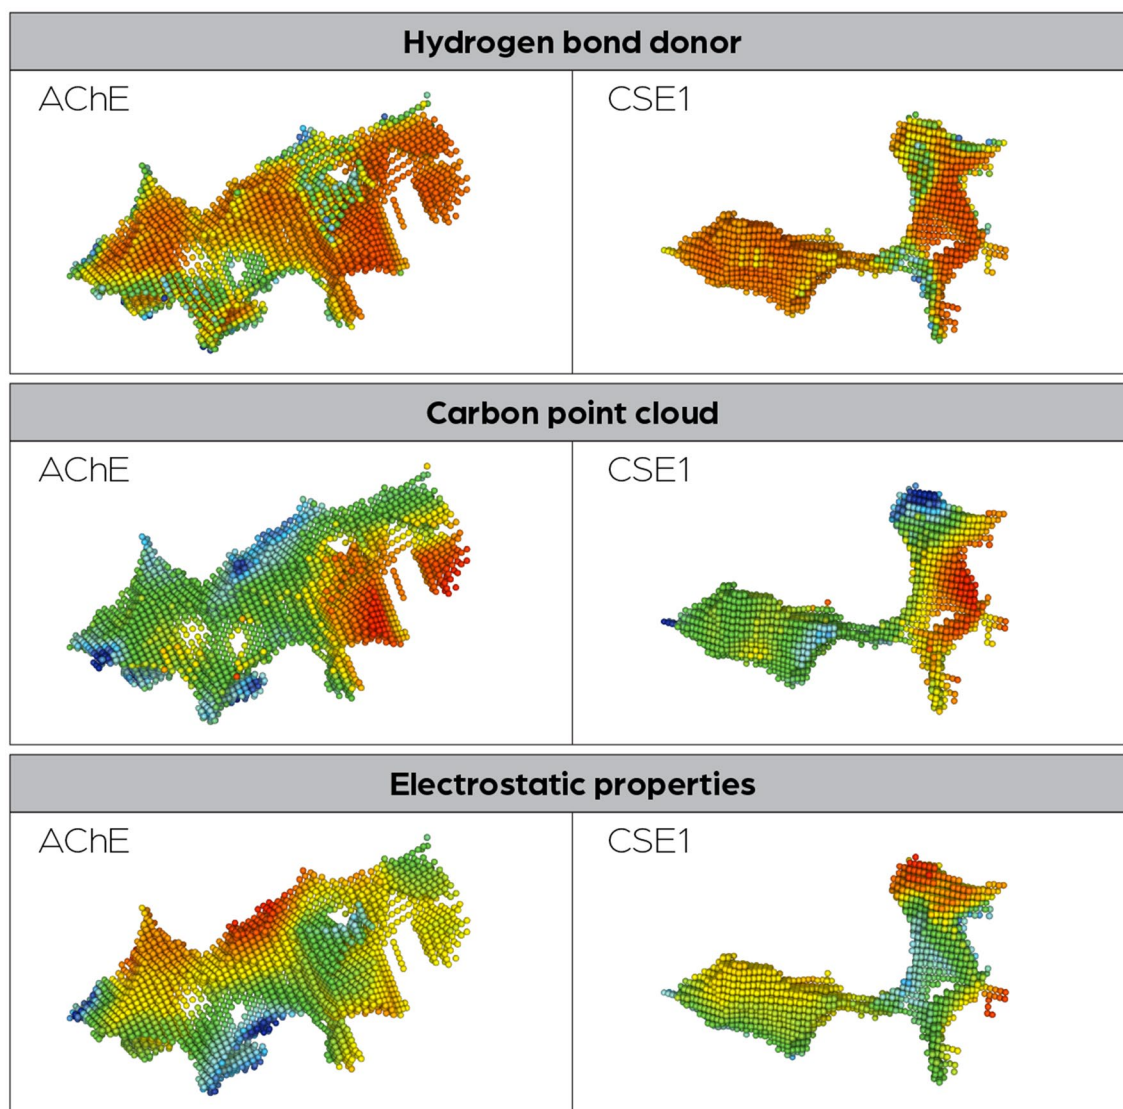 Hydrogen bond donor
AChE
CSE1
Carbon point cloud
AChE
CSE1
Electrostatic properties
AChE
CSE1